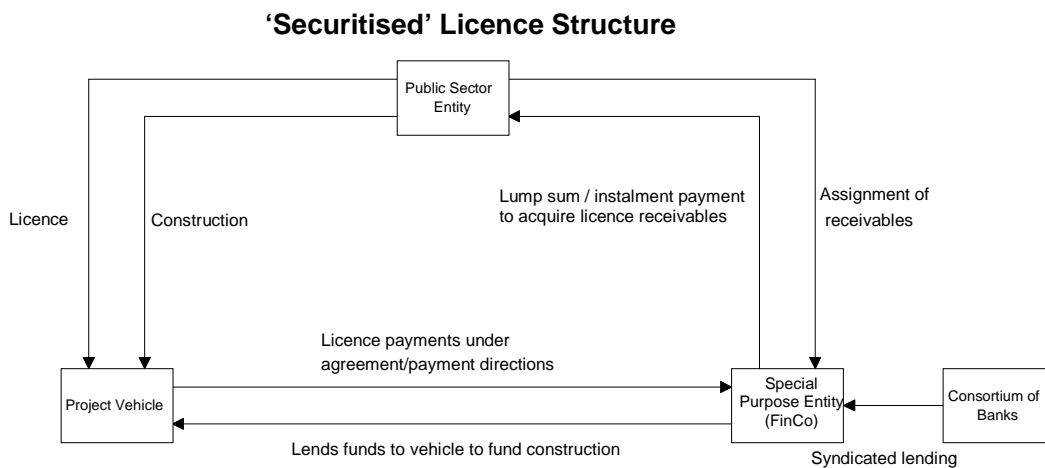 ‘Securitised’ Licence Structure
Public Sector
Entity
Licence
Construction
Lump sum / instalment payment
to acquire licence receivables
Assignment of
receivables
Licence payments under
agreement/payment directions
Project Vehicle
Special
Purpose Entity
(FinCo)
Consortium of
Banks
Lends funds to vehicle to fund construction
Syndicated lending